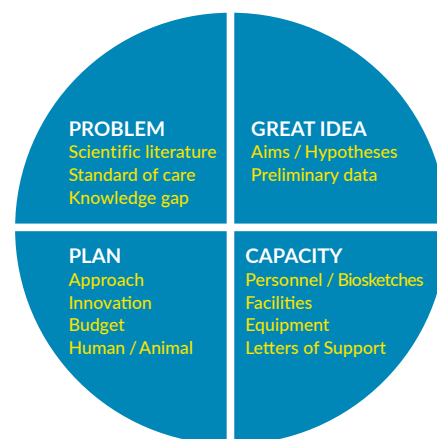 PROBLEM
Scientific literature
Standard of care
Knowledge gap
GREAT IDEA
Aims / Hypotheses
Preliminary data
PLAN
Approach
Innovation
Budget
Human / Animal
CAPACITY
Personnel / Biosketches
Facilities
Equipment
Letters of Support